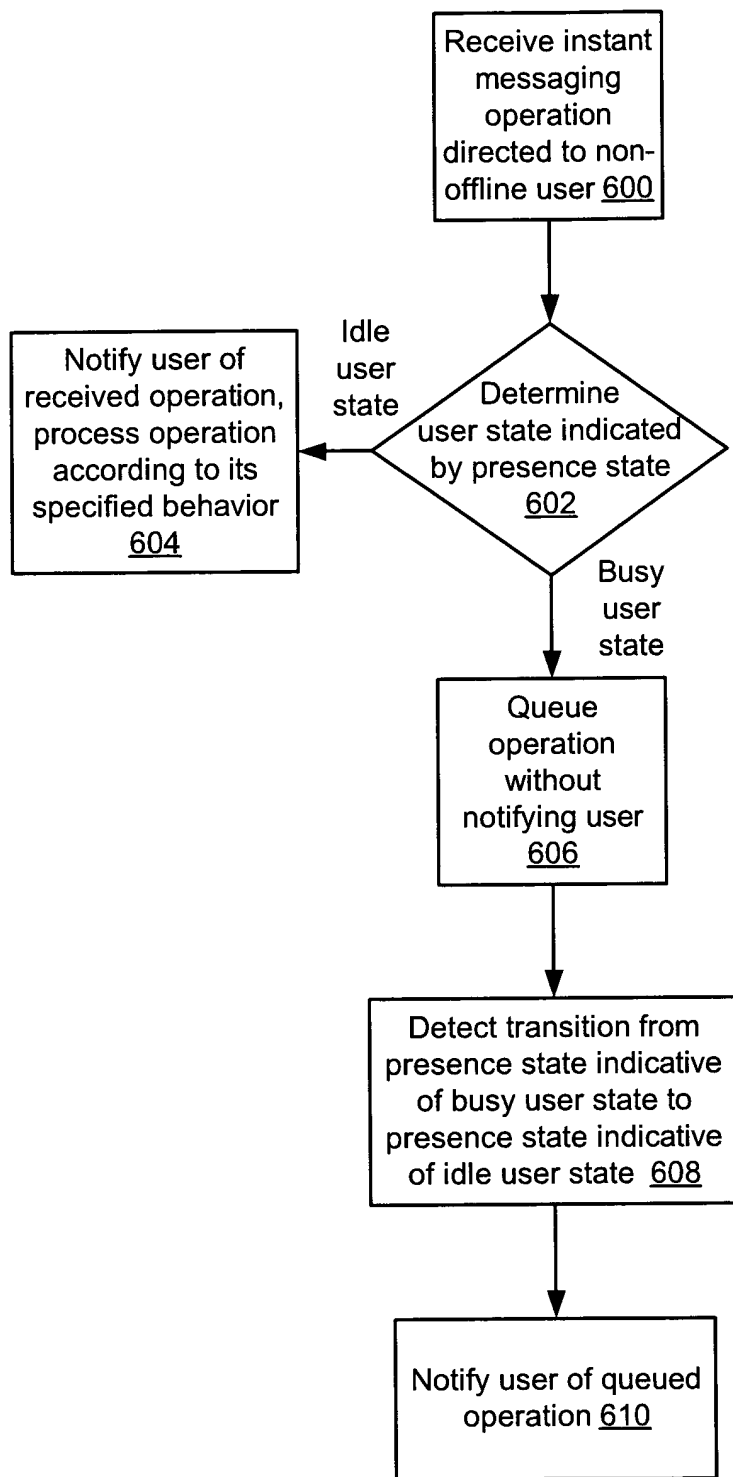 Receive instant
messaging
operation
directed to non-
offline user 600
Idle
user
state
Notify user of
received operation,
process operation
according to its
specified behavior
604
Determine
user state indicated
by presence state
602
Busy
user
state
Queue
operation
without
notifying user
606
Detect transition from
presence state indicative
of busy user state to
presence state indicative
of idle user state 608
Notify user of queued
operation 610